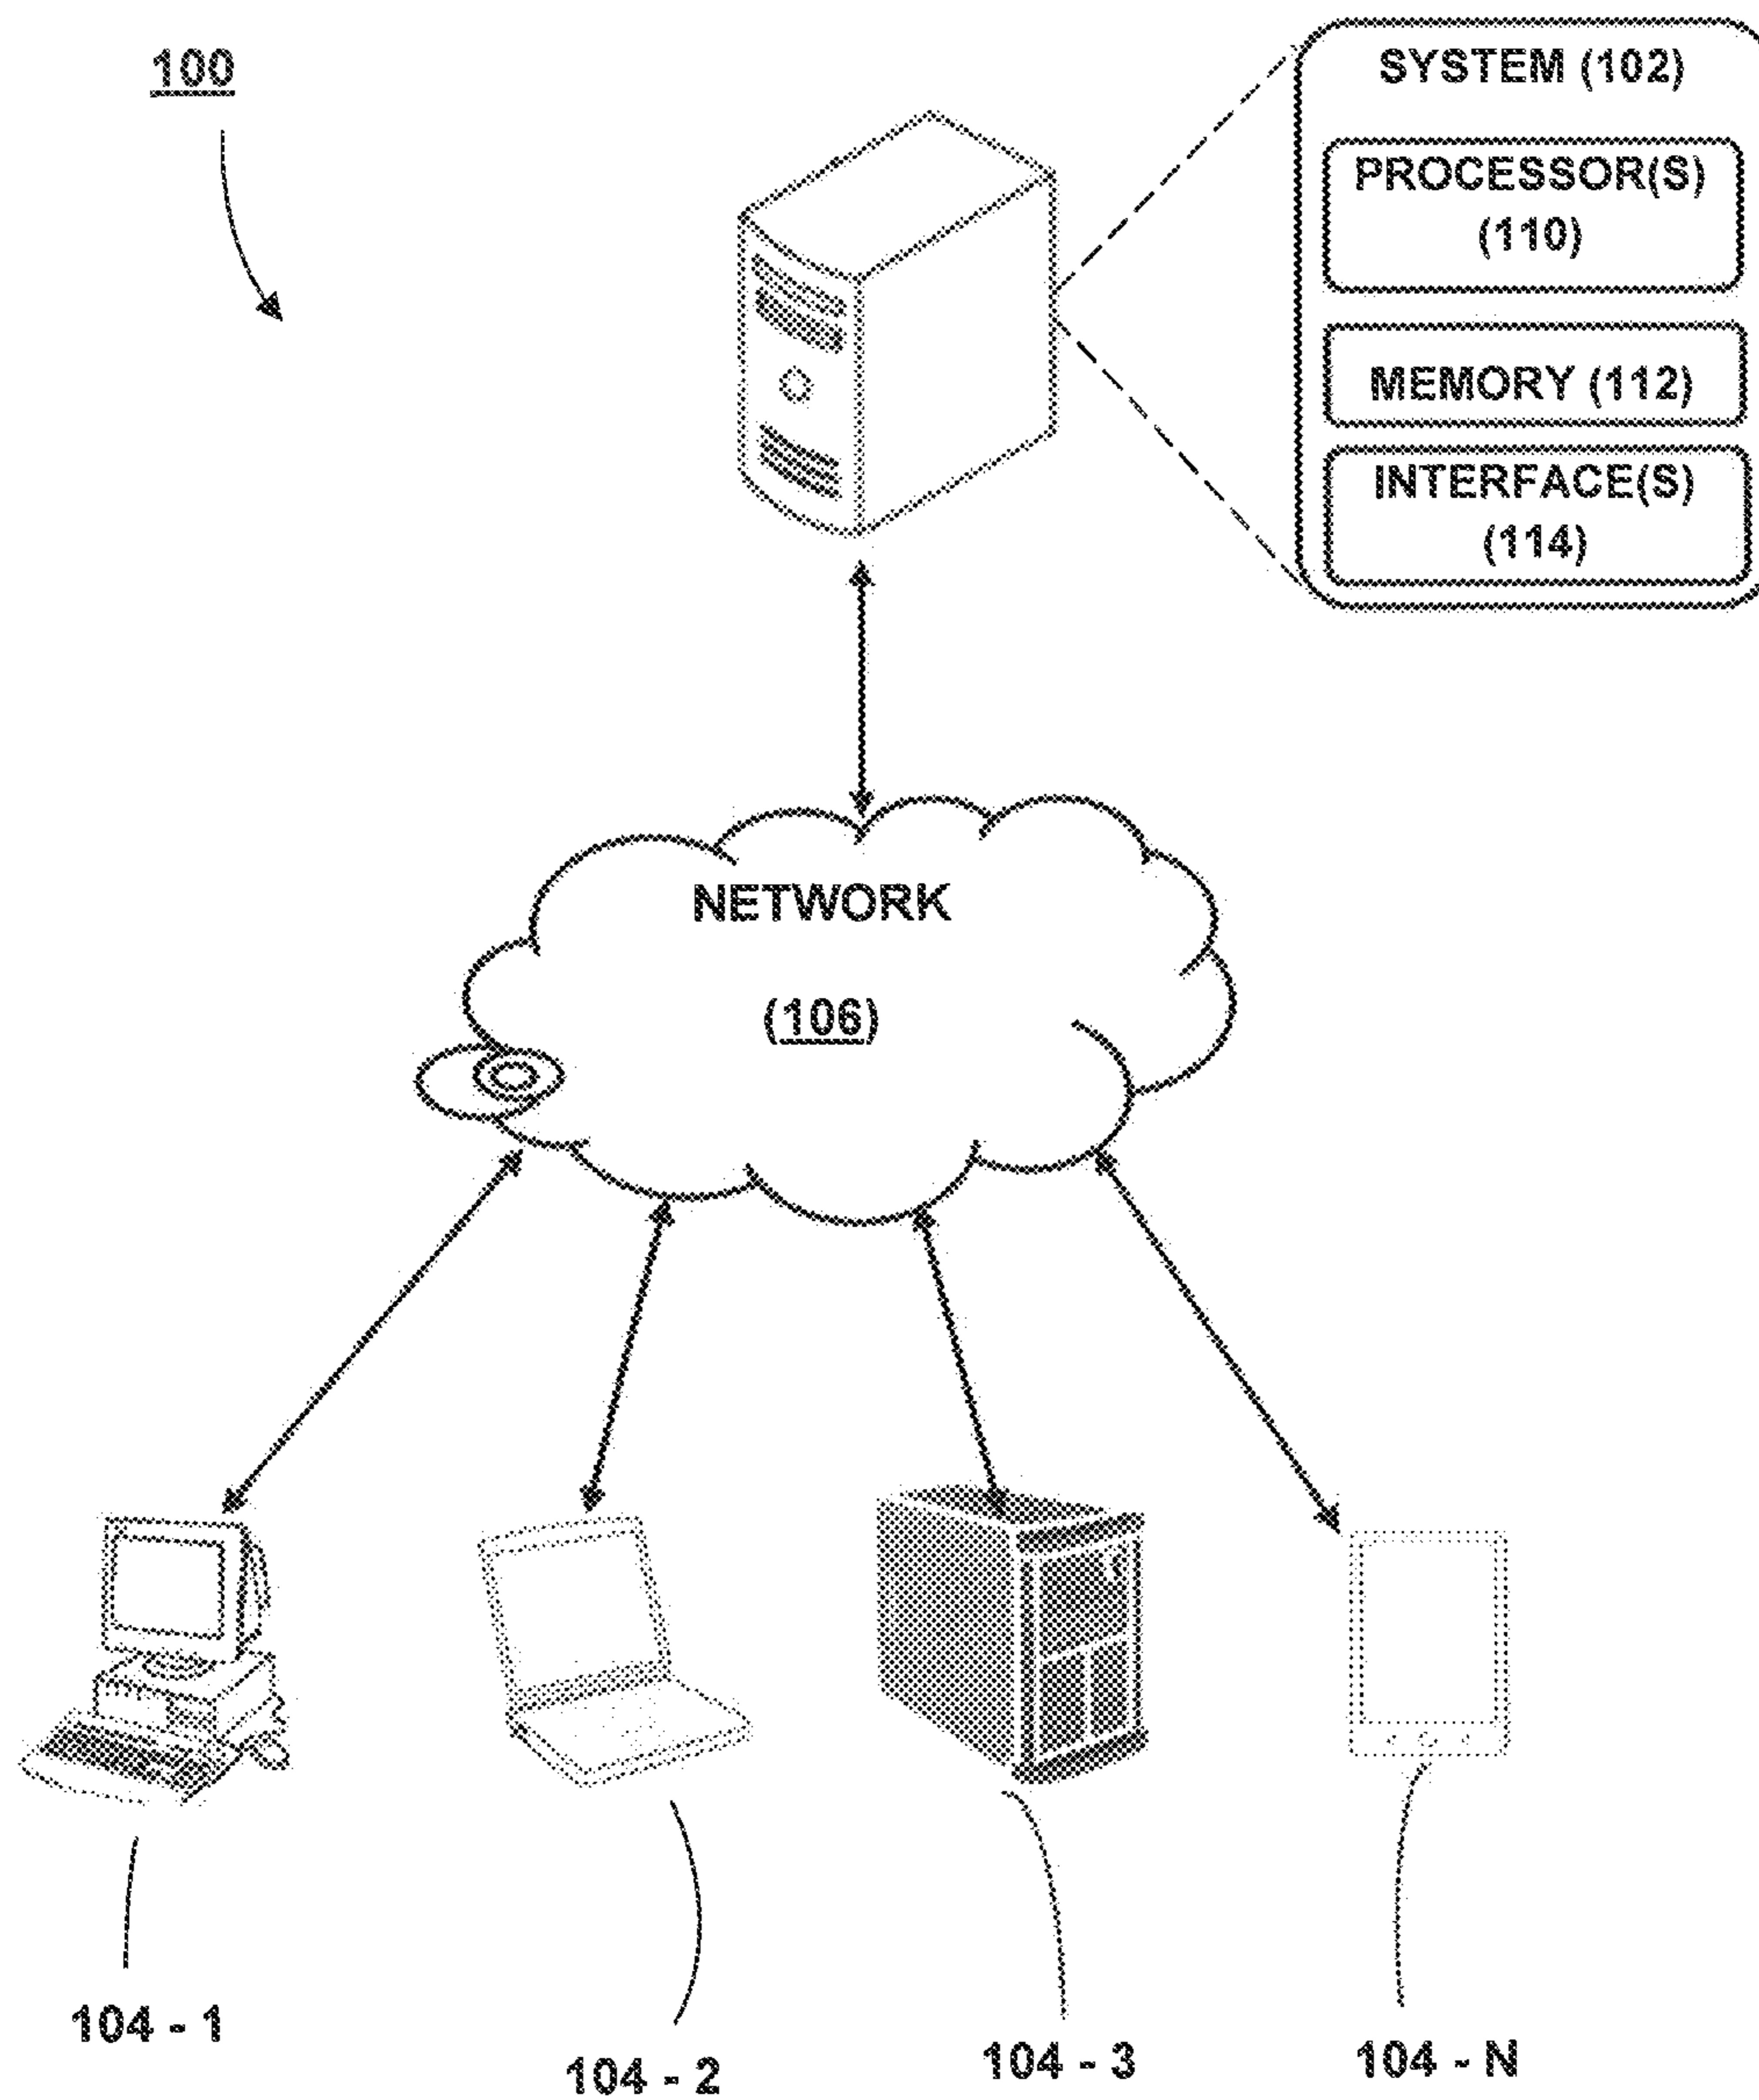 100
SYSTEM (102)
PROCESSOR(S)
(110)
MEMORY (112)
INTERFACE(S)
(114)
NETWORK
(106)
104 - 1
104 - 2
104 - 3
104 - N